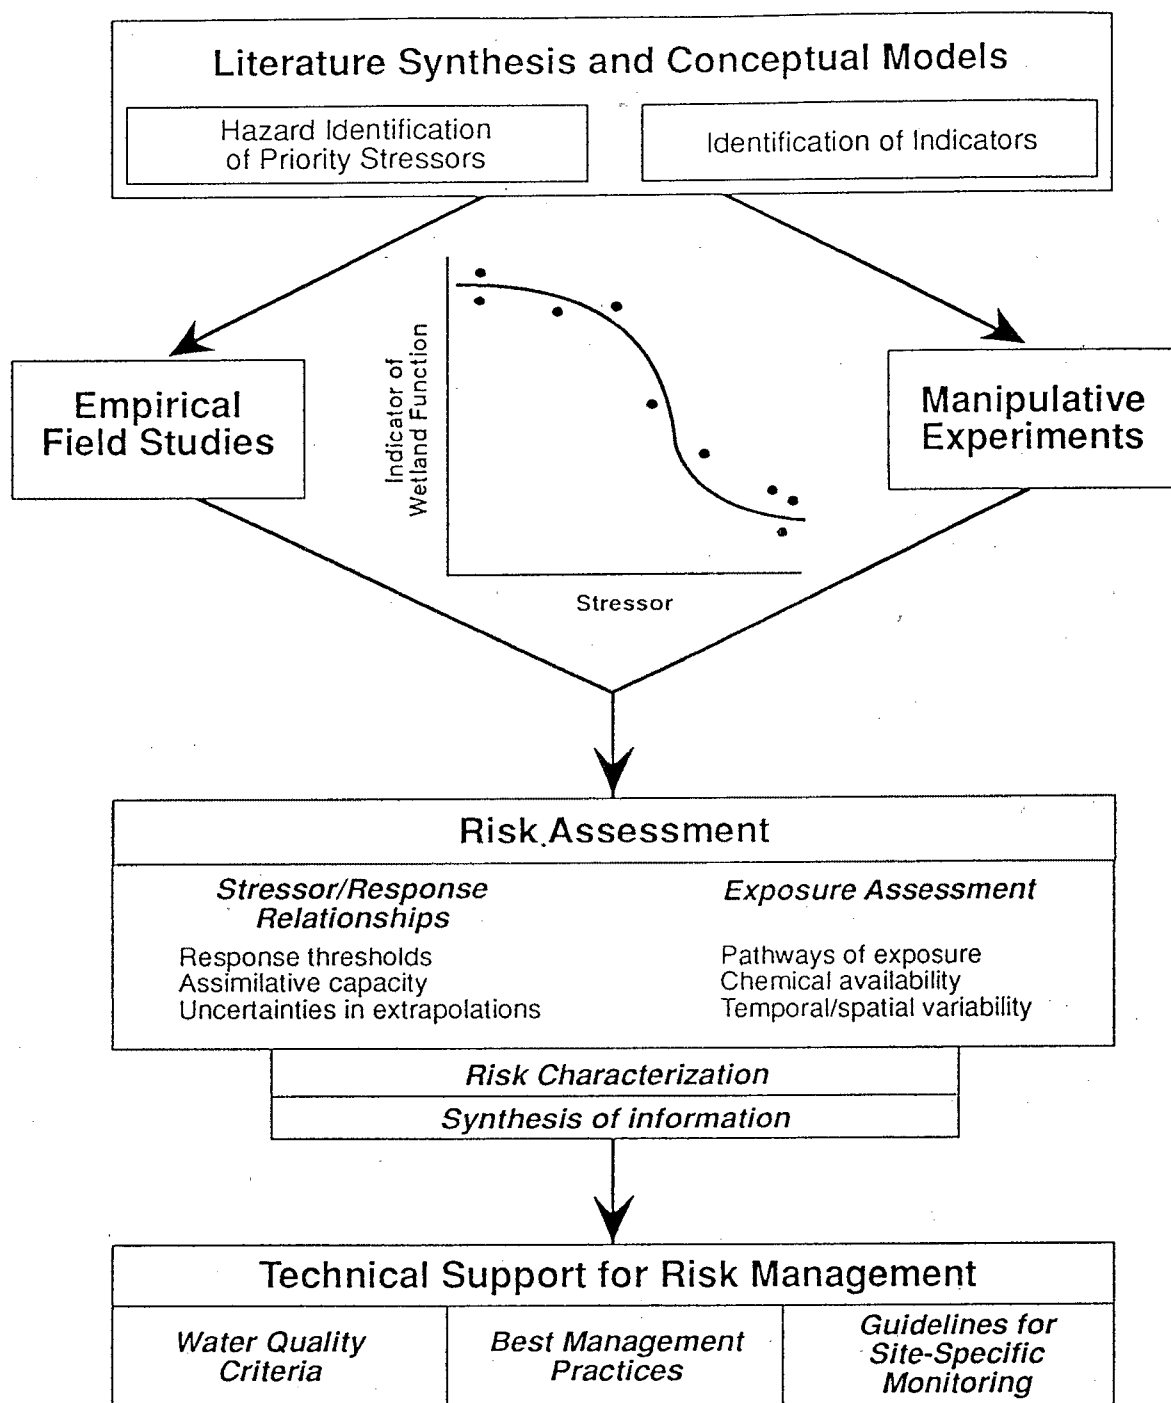 Literature Synthesis and Conceptual Models
Hazard Identification
of Priority Stressors
Identification of Indicators
Empirical
Field Studies
Indicator of
Wetland Function
Stressor
Manipulative
Experiments
Risk Assessment
Stressor/Response
Relationships
Response thresholds
Assimilative capacity
Uncertainties in extrapolations
Exposure Assessment
Pathways of exposure
Chemical availability
Temporal/spatial variability
Risk Characterization
Synthesis of information
Technical Support for Risk Management
Water Quality
Criteria
Best Management
Practices
Guidelines for
Site-Specific
Monitoring